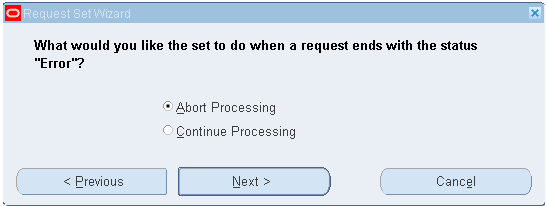 Request Set Wizard
What would you like the set to do when a request ends with the status
"Error"?
Abort Processing
Continue Processing
< Previous
Next >
Cancel